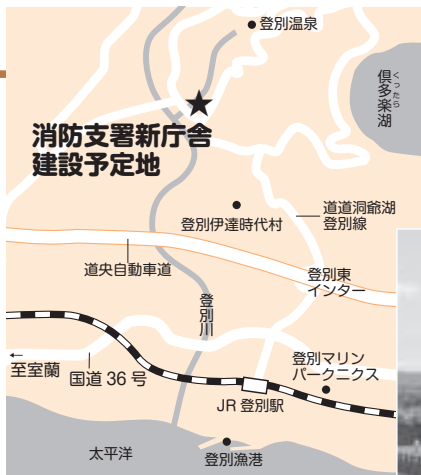 登別温泉
倶多楽湖
くったら
消防支署新庁舎
建設予定地
登別伊達時代村
道道洞爺湖
登別線
道央自動車道
登別東
インター
登別川
←
至室蘭
国道36号
登別マリン
パークニクス
JR登別駅
太平洋
登別漁港